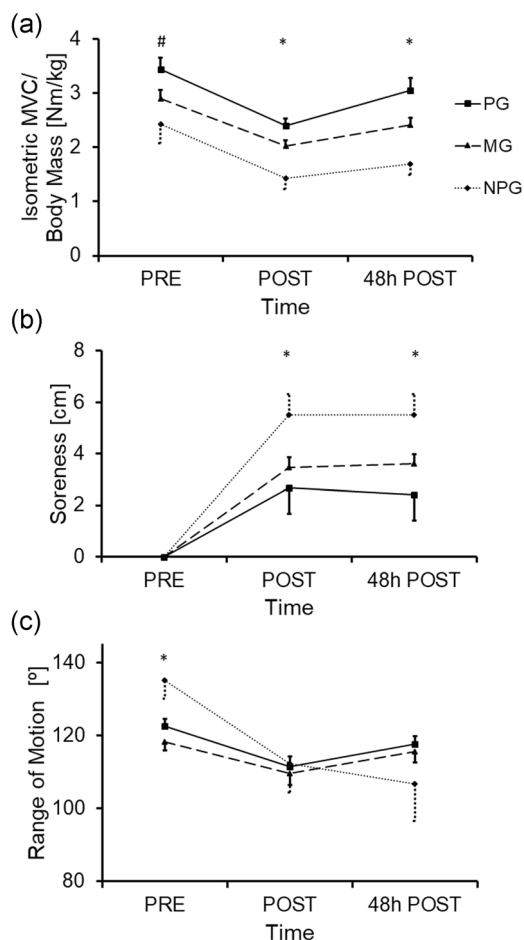 (a)
# * *
4
3
2
1
0
Isometric MVC/
Body Mass [Nm/kg]
PG
MG
NPG
PRE POST 48h POST
Time
(b)
* *
8
6
4
2
0
Soreness [cm]
PRE POST 48h POST
Time
(c)
*
140
120
100
80
Range of Motion [º]
PRE POST 48h POST
Time